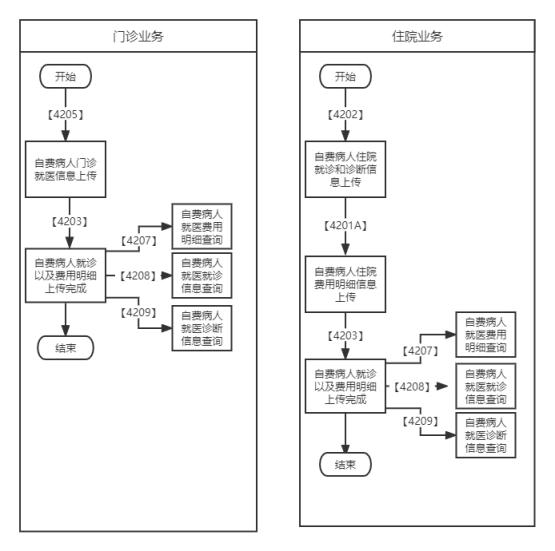 门诊业务
开始
【4205】
自费病人门诊
就医信息上传
【4203】
自费病人就诊
以及费用明细
上传完成
【4207】
自费病人
就医费用
明细查询
【4208】
自费病人
就医就诊
信息查询
【4209】
自费病人
就医诊断
信息查询
结束
住院业务
开始
【4202】
自费病人住院
就诊和诊断信
息上传
【4201A】
自费病人住院
费用明细信息
上传
【4203】
自费病人就诊
以及费用明细
上传完成
【4207】
自费病人
就医费用
明细查询
【4208】
自费病人
就医就诊
信息查询
【4209】
自费病人
就医诊断
信息查询
结束